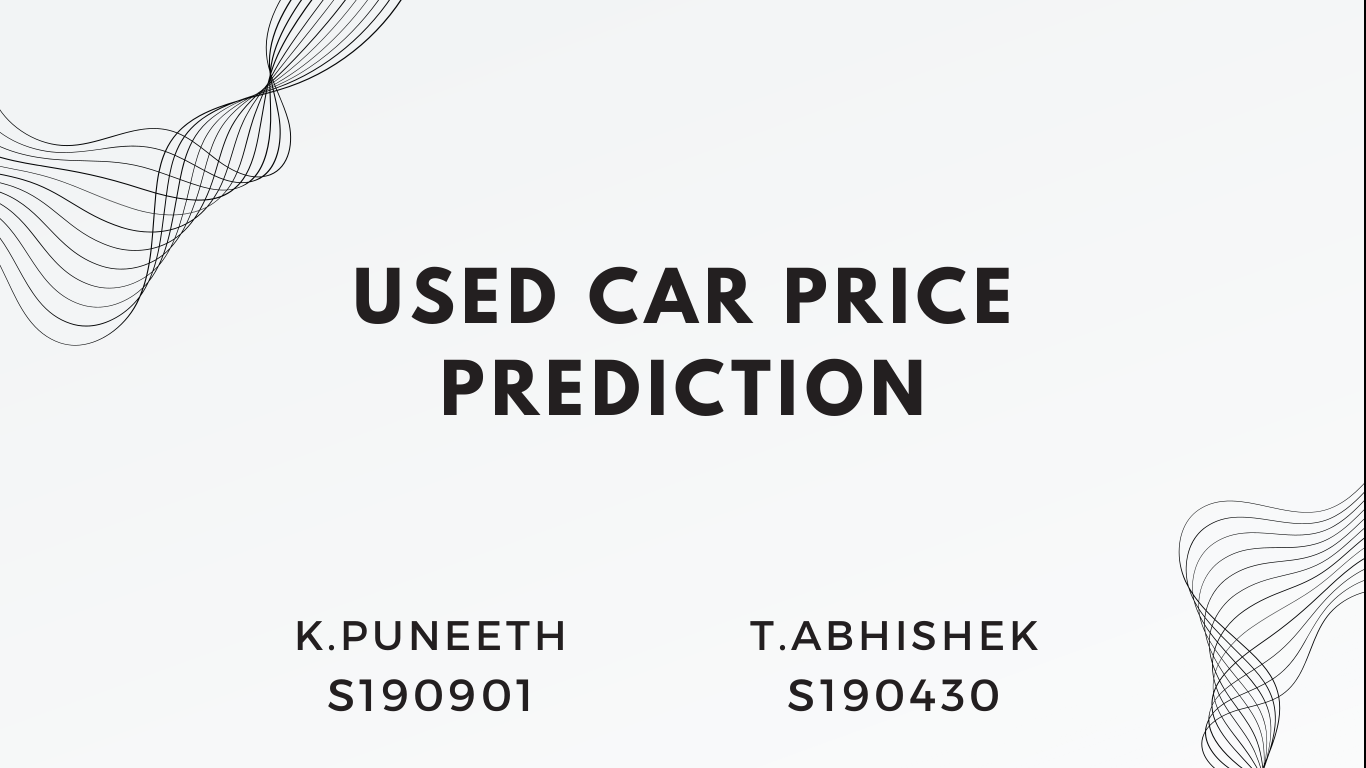 USED CAR PRICE
PREDICTION
K.PUNEETH
S190901
T.ABHISHEK
S190430